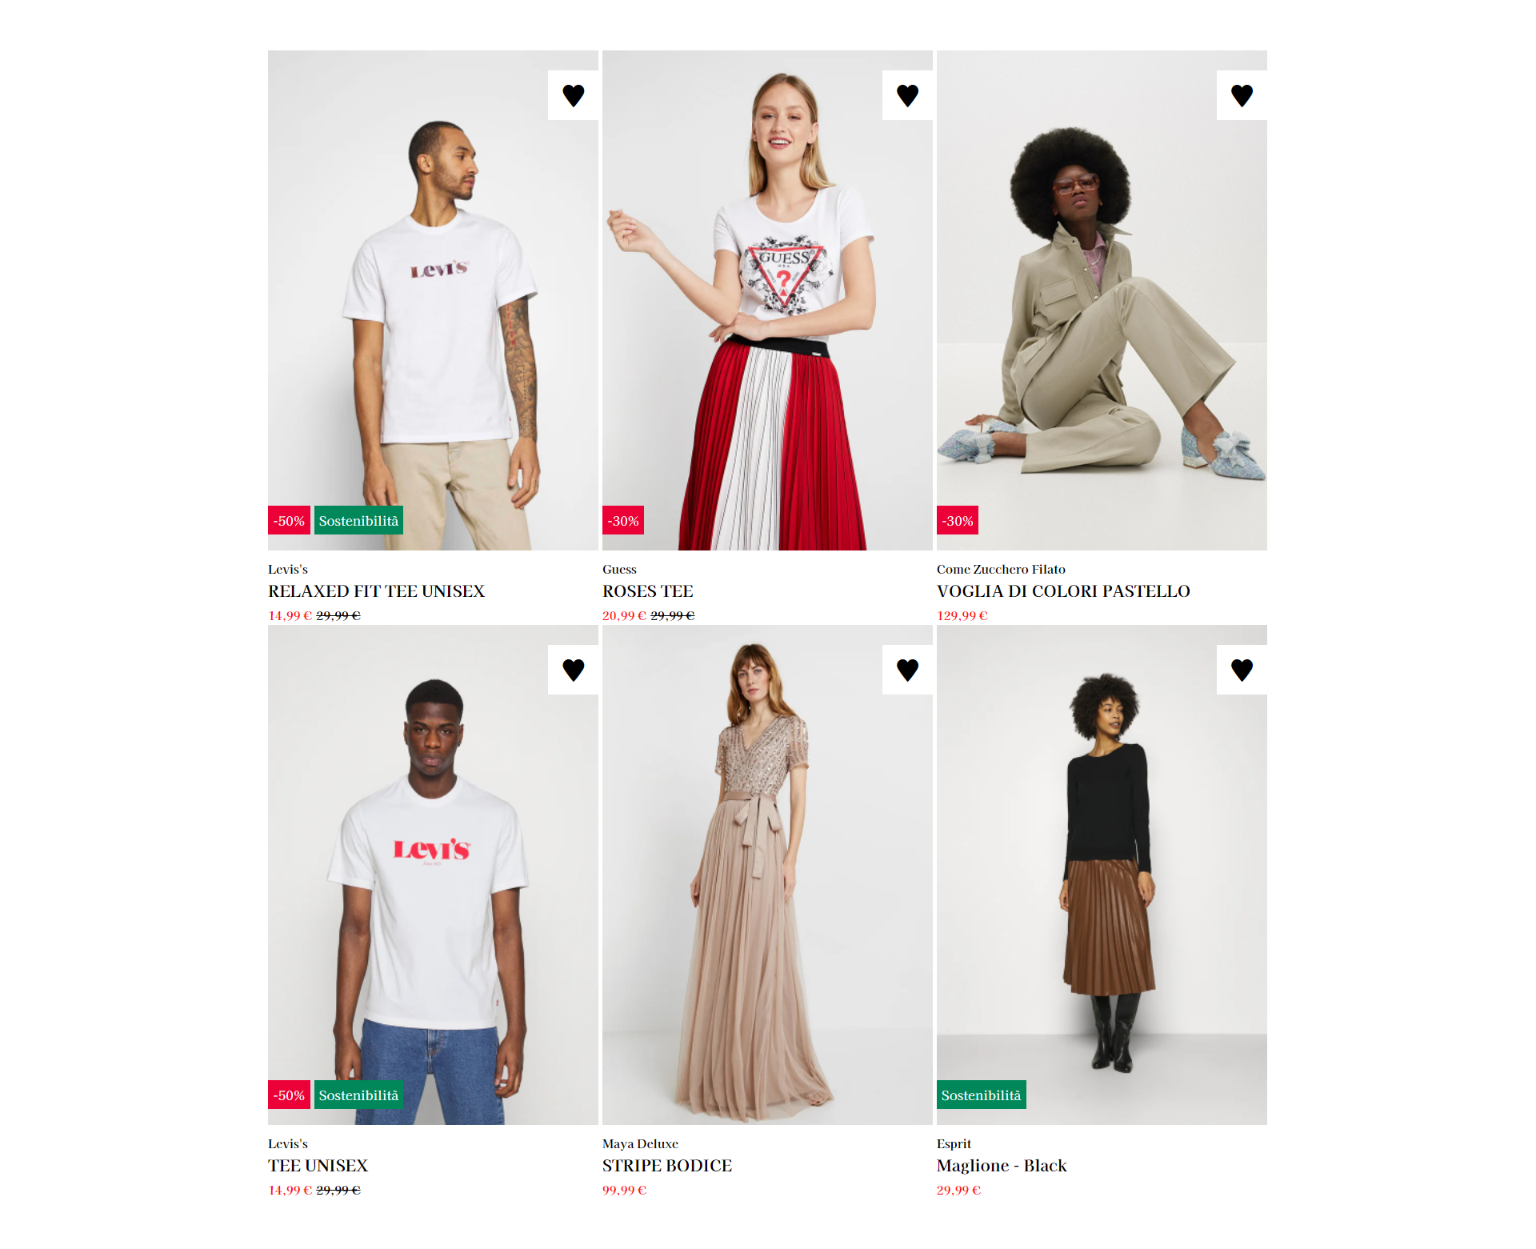 LEVI'S
GUESS
USA
?
-50% Sostenibilità
-30%
-30%
Levis's
RELAXED FIT TEE UNISEX
14,99 € 29,99 €
Guess
ROSES TEE
20,99 € 29,99 €
Come Zucchero Filato
VOGLIA DI COLORI PASTELLO
129,99 €
LEVI'S
-50% Sostenibilità
Sostenibilità
Levis's
TEE UNISEX
14,99 € 29,99 €
Maya Deluxe
STRIPE BODICE
99,99 €
Esprit
Maglione - Black
29,99 €